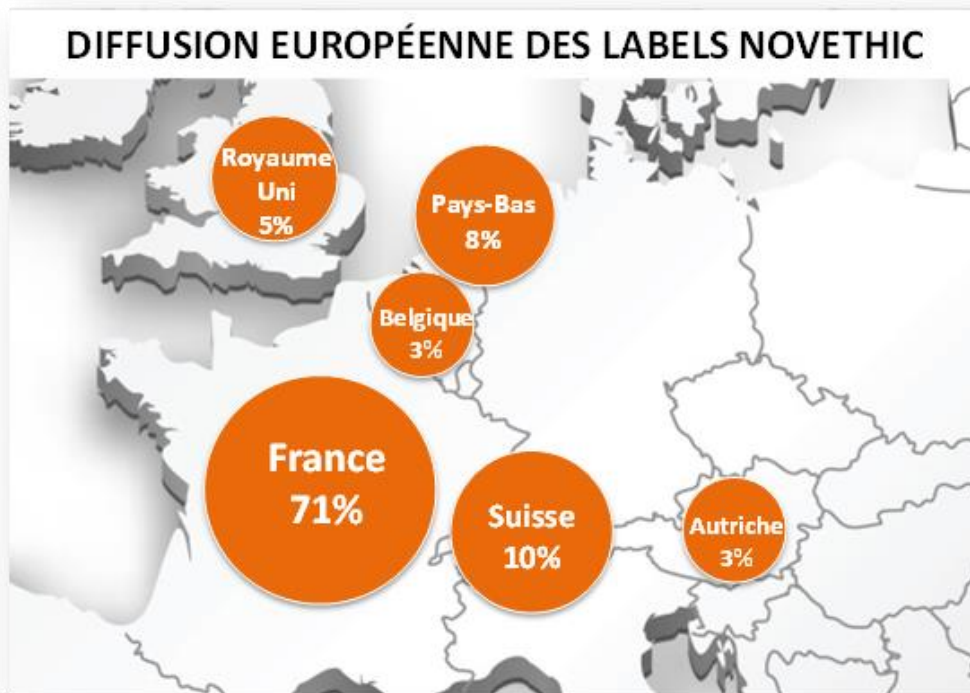 DIFFUSION EUROPÉENNE DES LABELS NOVETHIC
Royaume
Uni
5%
Pays-Bas
8%
Belgique
3%
France
71%
Suisse
10%
Autriche
3%